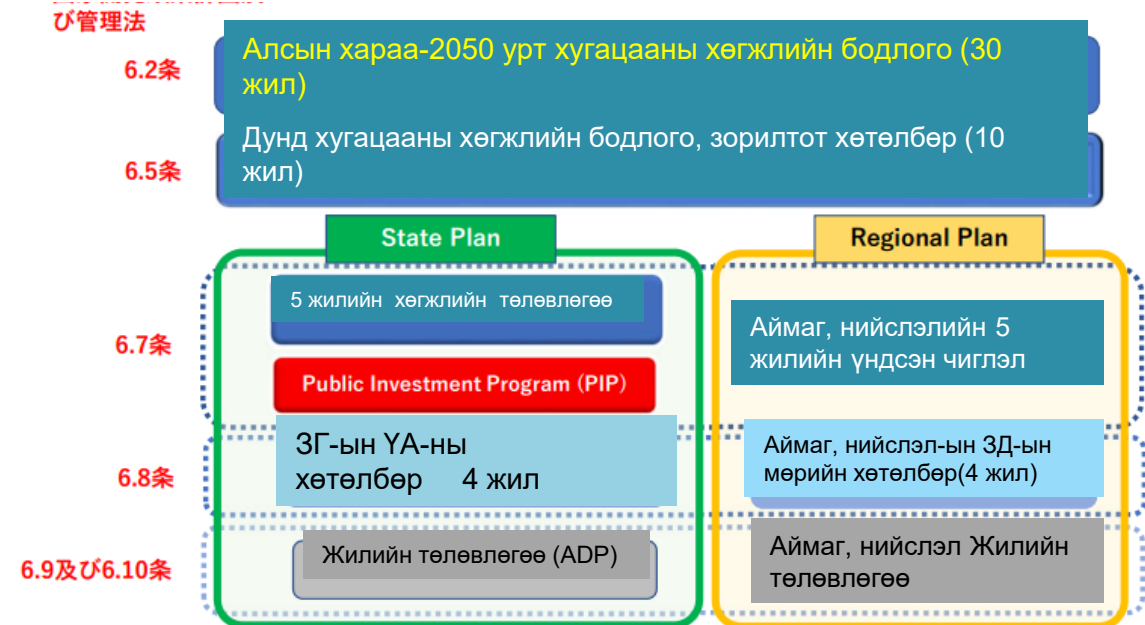 び管理法
6.2条
Алсын хараа-2050 урт хугацааны хөгжлийн бодлого (30
жил)
6.5条
Дунд хугацааны хөгжлийн бодлого, зорилтот хөтөлбөр (10
жил)
State Plan
Regional Plan
6.7条
5 жилийн хөгжлийн төлөвлөгөө
Public Investment Program (PIP)
Аймаг, нийслэлийн 5
жилийн үндсэн чиглэл
6.8条
ЗГ-ын ҮА-ны
хөтөлбөр 4 жил
Аймаг, нийслэл-ын ЗД-ын
мөрийн хөтөлбөр(4 жил)
6.9及び6.10条
Жилийн төлөвлөгөө (ADP)
Аймаг, нийслэл Жилийн
төлөвлөгөө